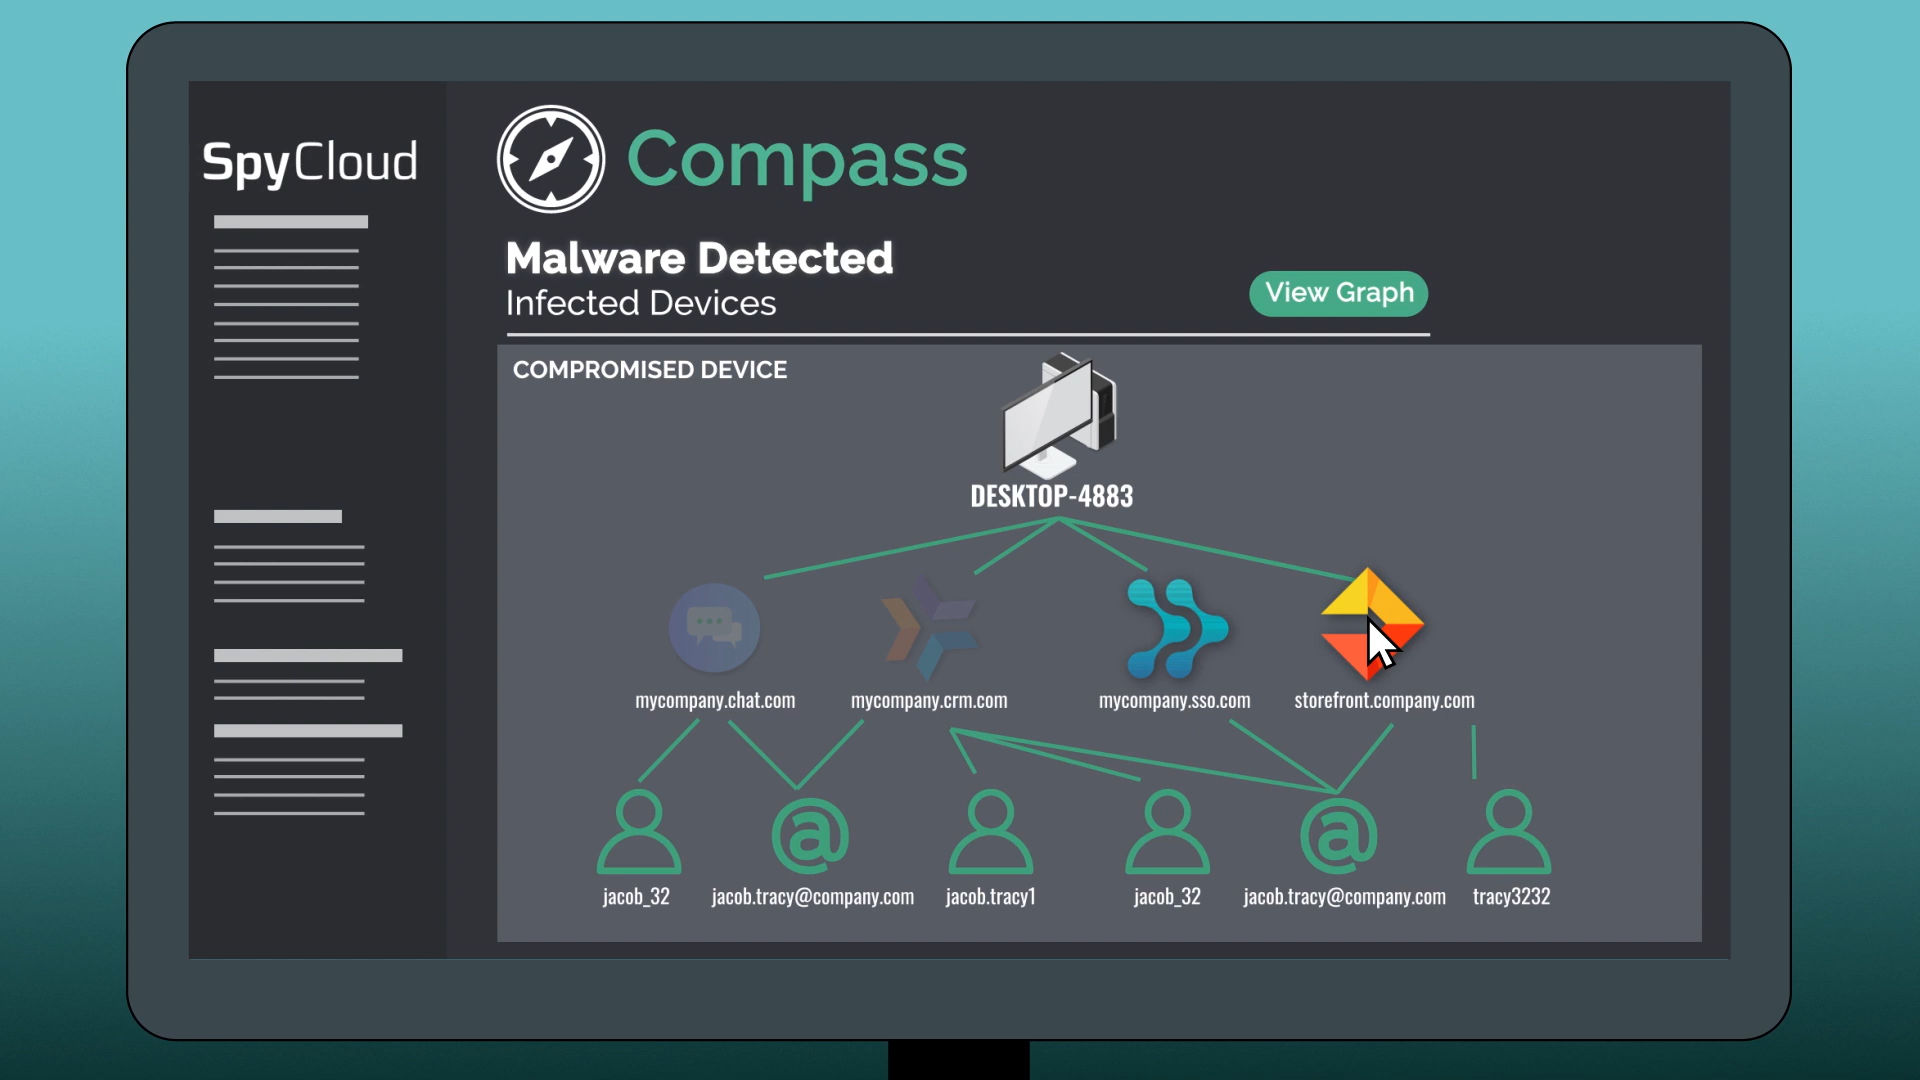 SpyCloud
Compass
Malware Detected
Infected Devices
View Graph
COMPROMISED DEVICE
DESKTOP-4883
mycompany.chat.com
mycompany.crm.com
mycompany.sso.com
storefront.company.com
jacob_32
jacob.tracy@company.com
jacob.tracy1
jacob_32
jacob.tracy@company.com
tracy3232